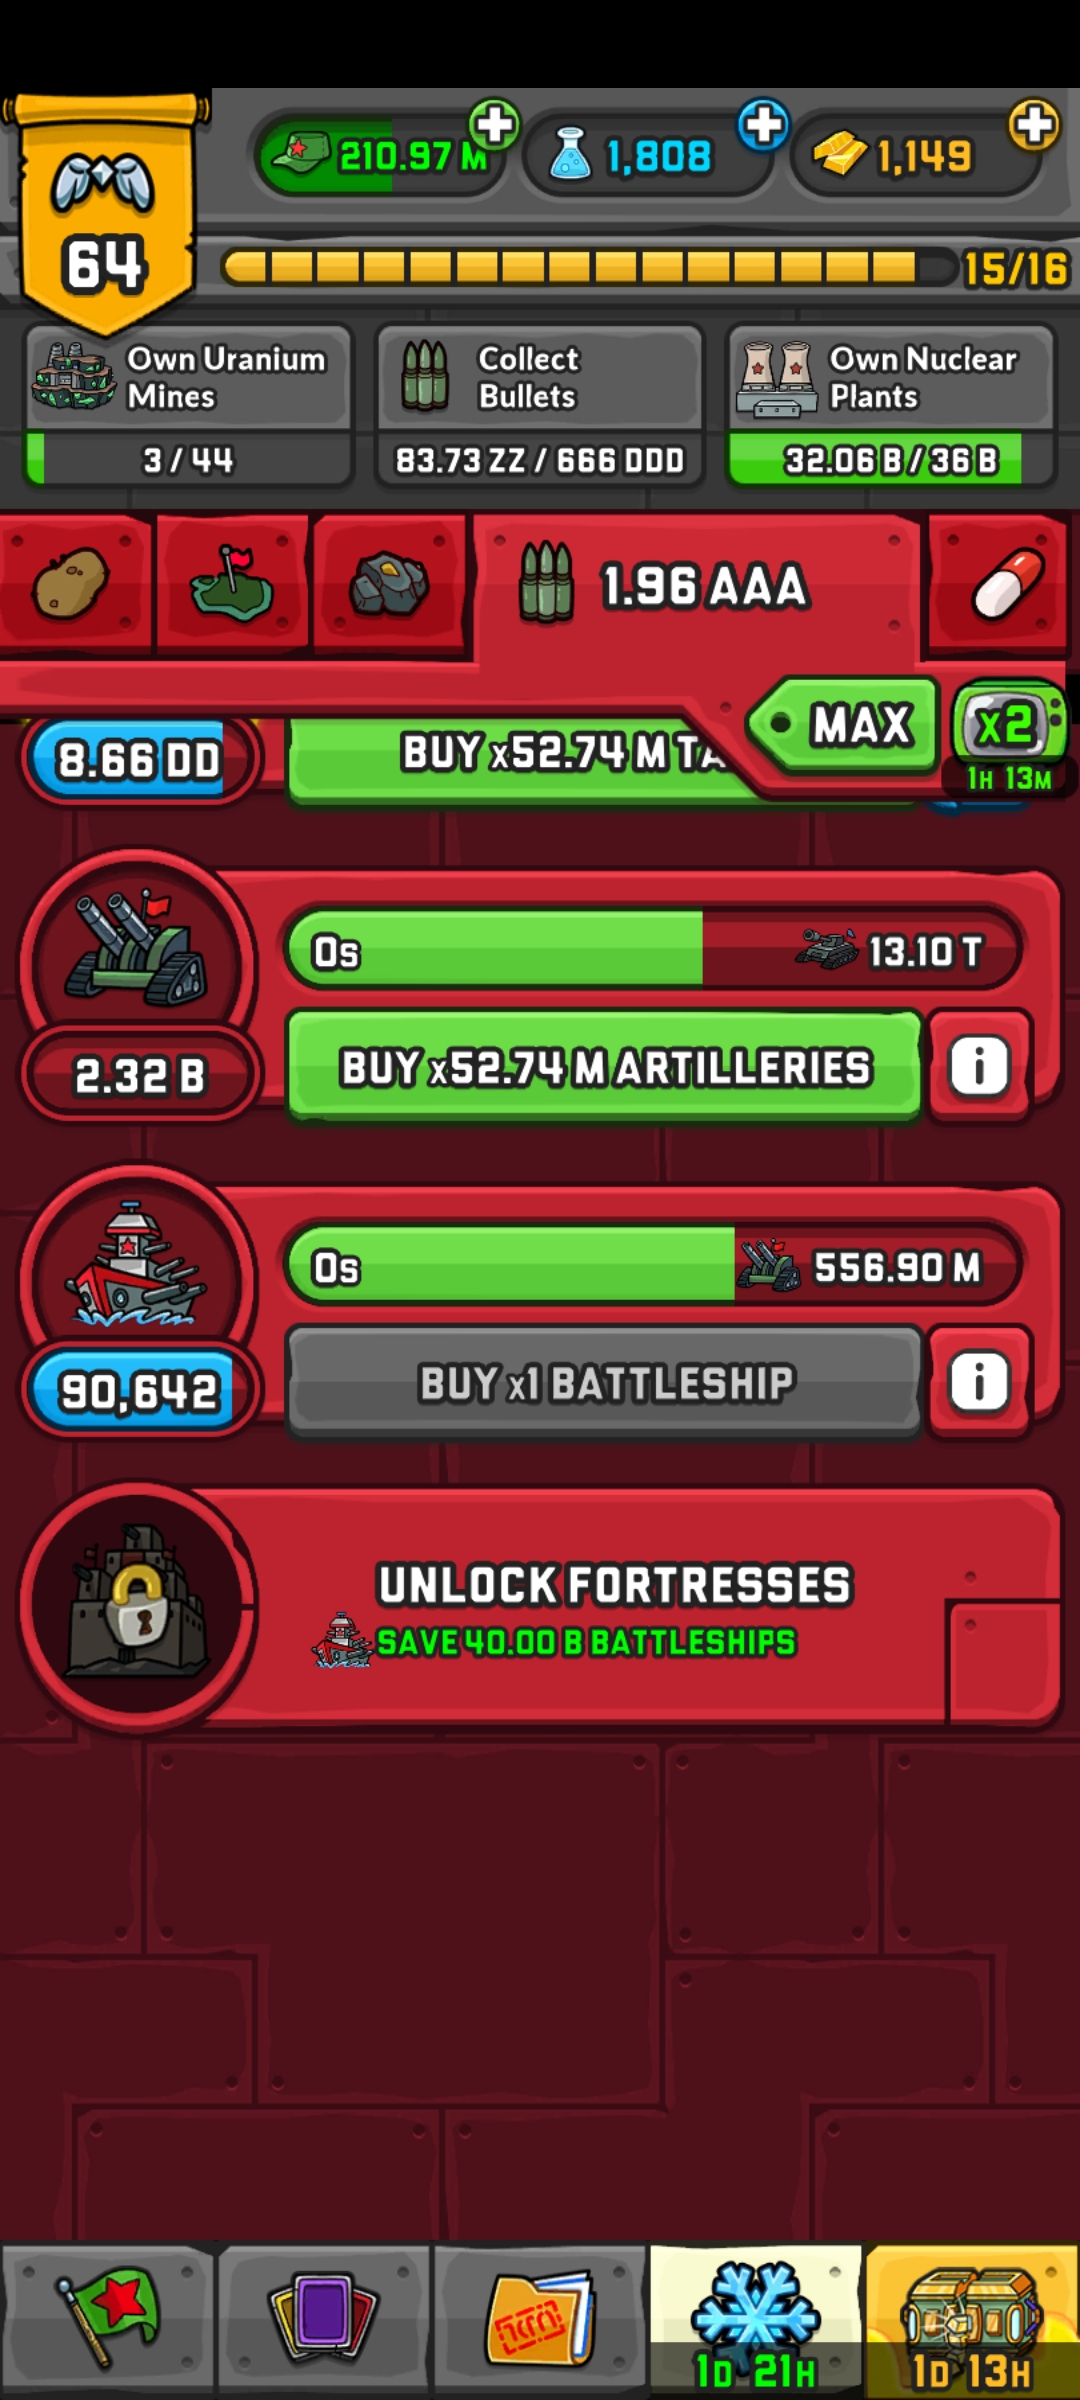 64
210.97 M
1,808
1,149
15/16
Own Uranium
Mines
3 / 44
Collect
Bullets
83.73 ZZ / 666 DDD
Own Nuclear
Plants
32.06 B / 36 B
1.96 AAA
MAX
x2
1H 13M
8.66 DD
BUY x52.74 M TA
0s
13.10 T
2.32 B
BUY x52.74 M ARTILLERIES
i
0s
556.90 M
90,642
BUY x1 BATTLESHIP
i
UNLOCK FORTRESSES
SAVE 40.00 B BATTLESHIPS
1D 21H
1D 13H